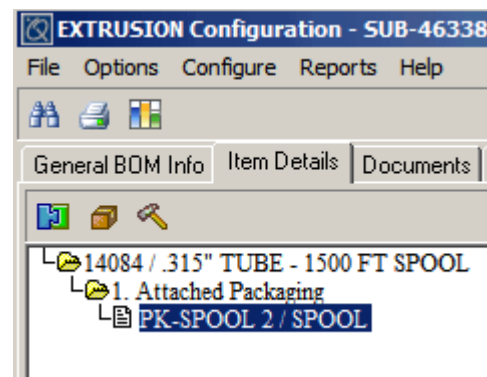 EXTRUSION Configuration - SUB-46338
File Options Configure Reports Help
General BOM Info Item Details Documents
14084 / .315" TUBE - 1500 FT SPOOL
1. Attached Packaging
PK-SPOOL 2 / SPOOL